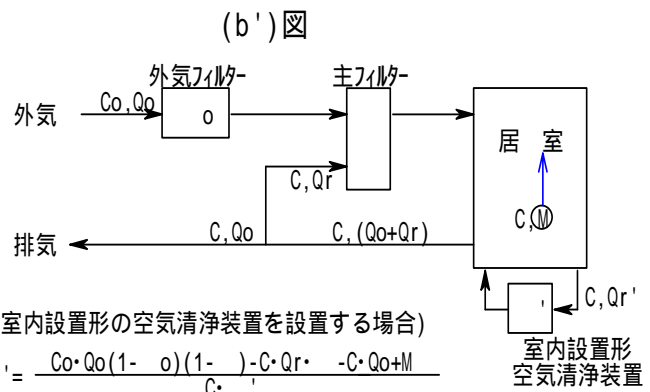 (b')図
外気フィルター 主フィルター
外気 Co,Qo o
居 室
C,Qr
C,M
排気 C,Qo C,(Qo+Qr)
' C,Qr'
室内設置形の空気清浄装置を設置する場合)
室内設置形
空気清浄装置
'= Co・Qo(1- o)(1- )-C・Qr・ -C・Qo+M
C・ '